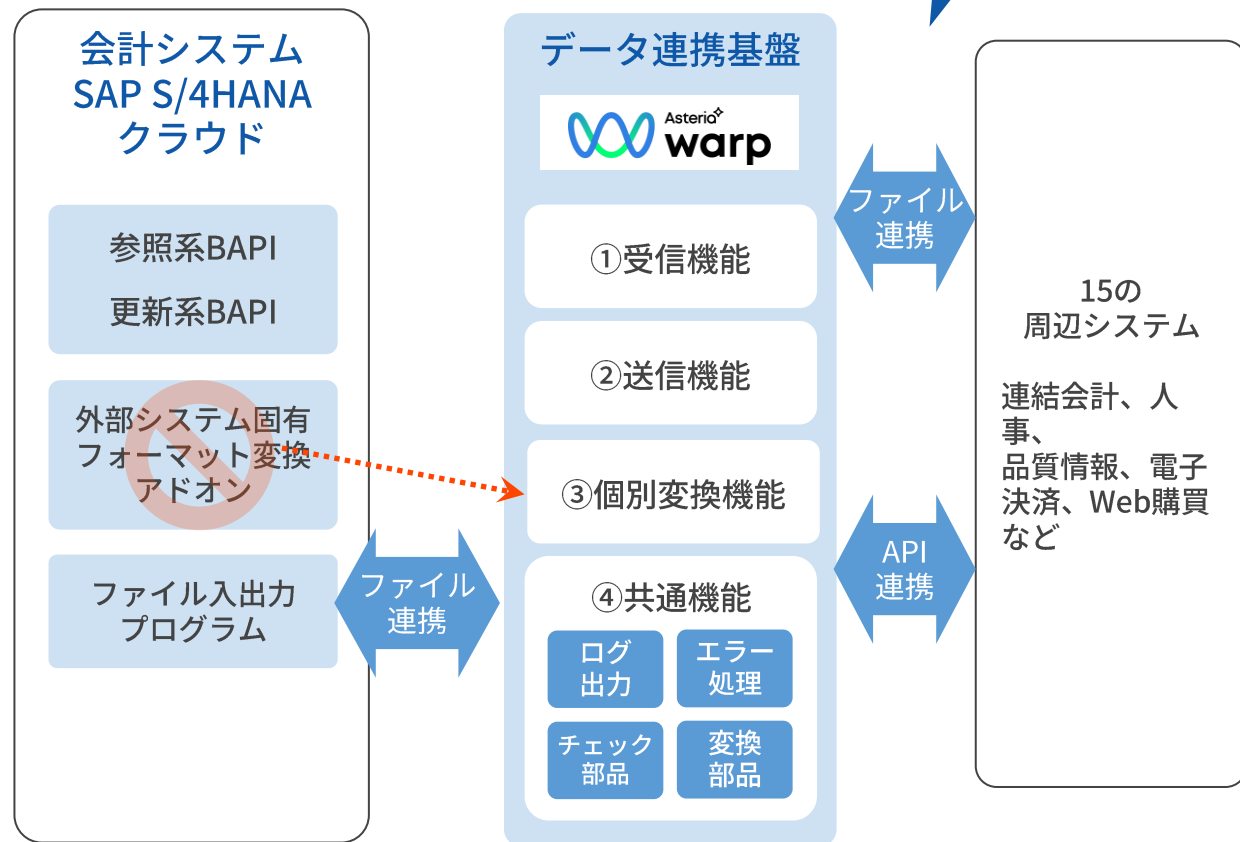 会計システム
SAP S/4HANA
クラウド
参照系BAPI
更新系BAPI
外部システム固有
フォーマット変換
アドオン
ファイル入出力
プログラム
ファイル
連携
データ連携基盤
Asteria
warp
①受信機能
②送信機能
③個別変換機能
④共通機能
ログ
出力
エラー
処理
チェック
部品
変換
部品
ファイル
連携
API
連携
15の
周辺システム
連結会計、人
事、
品質情報、電子
決済、Web購買
など